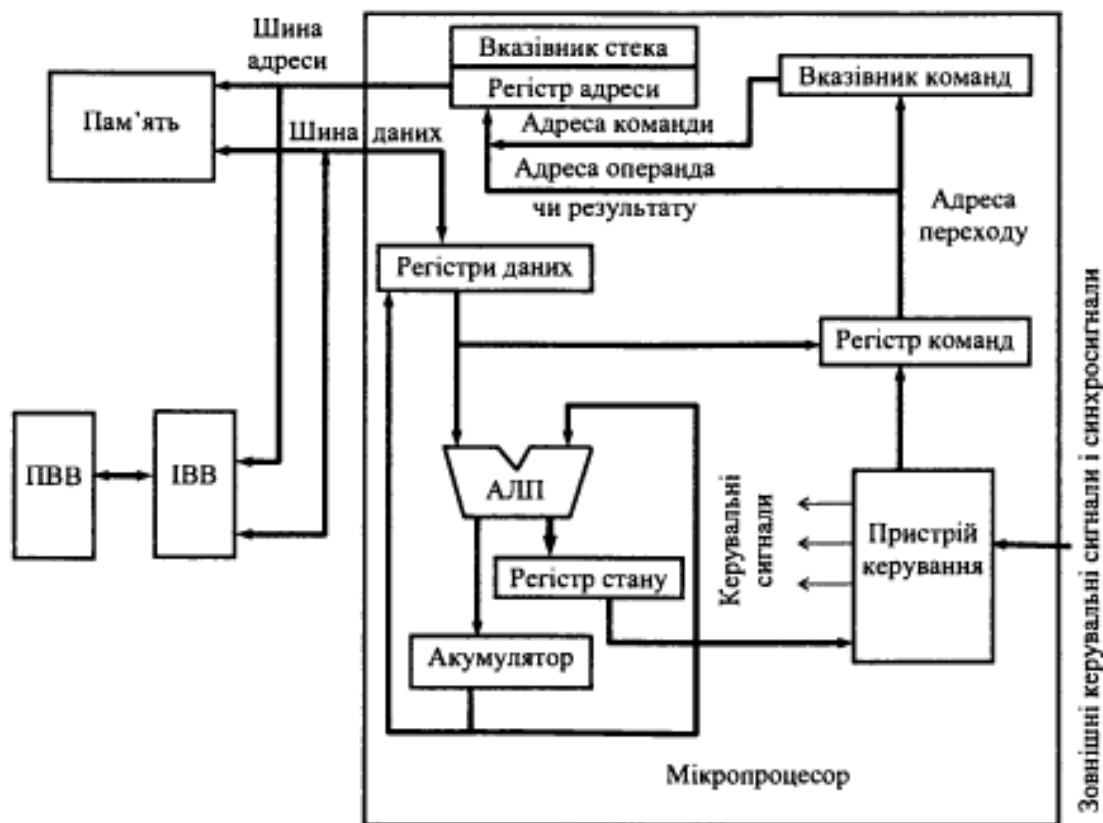 Шина
адреси
Пам’ять
Шина даних
Вказівник стека
Регістр адреси
Вказівник команд
Адреса команди
Адреса операнда
чи результату
Адреса
переходу
Регістри даних
Регістр команд
ПВВ
ІВВ
АЛП
Регістр стану
Акумулятор
Керувальні
сигнали
Пристрій
керування
Мікропроцесор
Зовнішні керувальні сигнали і синхросигнали